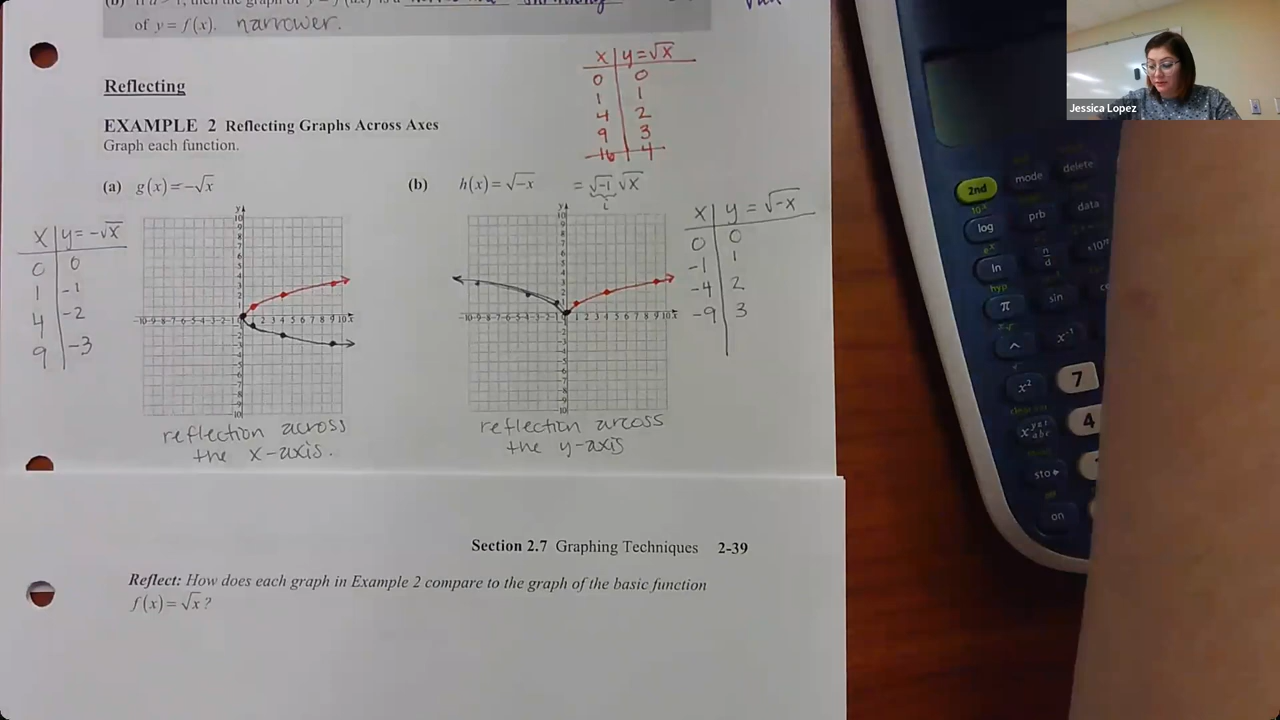 of y = f(x). narrower.
Jessica Lopez
x | y = √x
0 | 0
1 | 1
4 | 2
9 | 3
16 | 4
Reflecting
EXAMPLE 2 Reflecting Graphs Across Axes
Graph each function.
(a) g(x) = -√x
(b) h(x) = √-x = √-1 √x
i
x | y = -√x
0 | 0
1 | -1
4 | -2
9 | -3
x | y = √-x
0 | 0
-1 | 1
-4 | 2
-9 | 3
reflection across
the x-axis.
reflection arcoss
the y-axis
Section 2.7 Graphing Techniques 2-39
Reflect: How does each graph in Example 2 compare to the graph of the basic function
f(x) = √x?
2nd
mode
delete
log
prb
data
ln
n/d
π
sin
hyp
^
x⁻¹
x²
7
4
sto▸
on